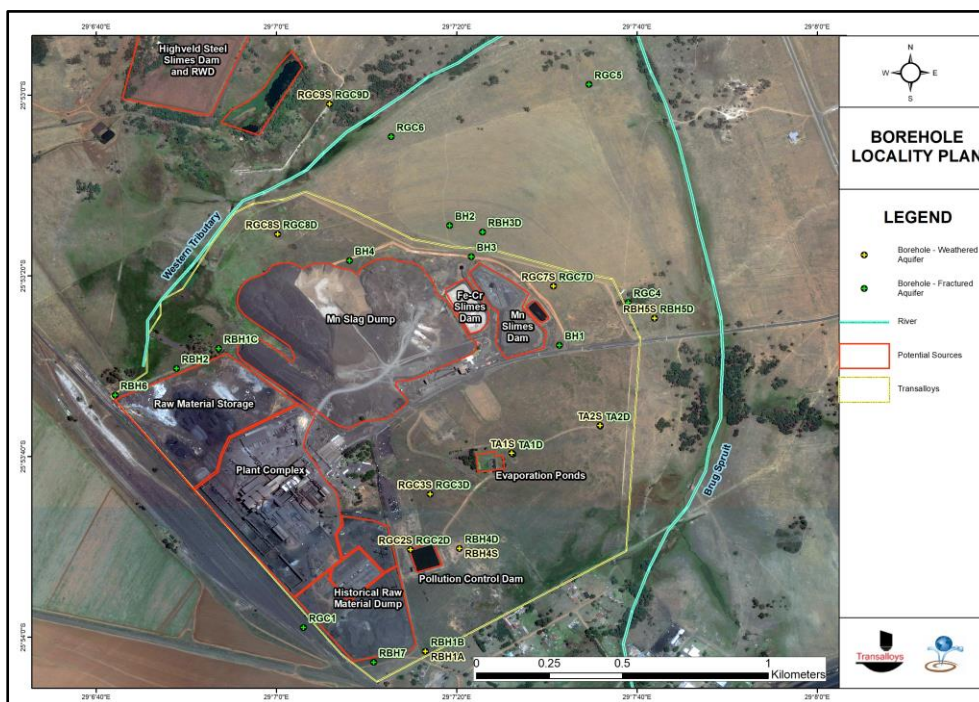 29°6'40"E
29°7'0"E
29°7'20"E
29°7'40"E
29°8'0"E
Highveld Steel
Slimes Dam
and RWD
RGC5
25°53'0"S
RGC9S RGC9D
RGC6
Western Tributary
RGC8S RGC8D
BH2
RBH3D
BH4
BH3
25°53'20"S
RGC7S RGC7D
Fe-Cr
Slimes
Dam
Mn
Slimes
Dam
Mn Slag Dump
RGC4
RBH5S RBH5D
BH1
RBH1C
RBH2
RBH6
Raw Material Storage
TA2S TA2D
TA1S TA1D
25°53'40"S
Evaporation Ponds
Plant Complex
RGC3S RGC3D
Brug Spruit
RGC2S RGC2D
RBH4D
RBH4S
Pollution Control Dam
Historical Raw
Material Dump
RGC1
25°54'0"S
RBH1B
RBH1A
RBH7
0 0.25 0.5 1
Kilometers
29°6'40"E
29°7'0"E
29°7'20"E
29°7'40"E
29°8'0"E
N
W E
S
BOREHOLE
LOCALITY PLAN
LEGEND
Borehole - Weathered
Aquifer
Borehole - Fractured
Aquifer
River
Potential Sources
Transalloys
Transalloys